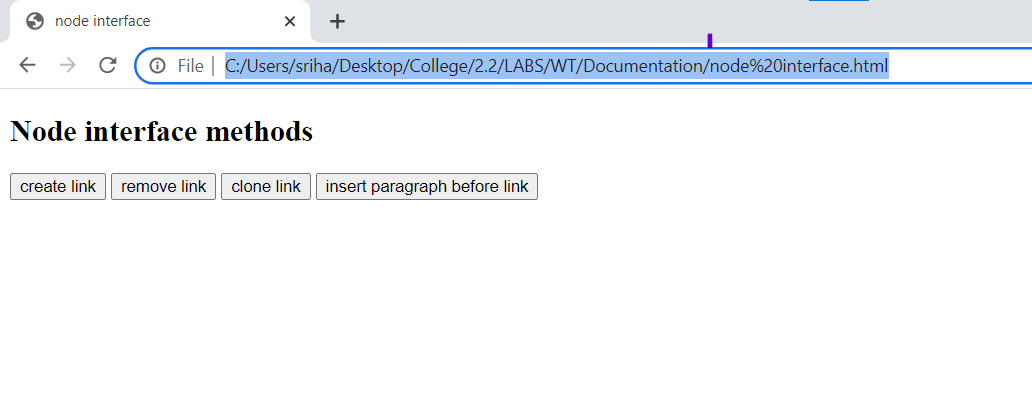 node interface
File | C:/Users/sriha/Desktop/College/2.2/LABS/WT/Documentation/node%20interface.html
Node interface methods
create link remove link clone link insert paragraph before link